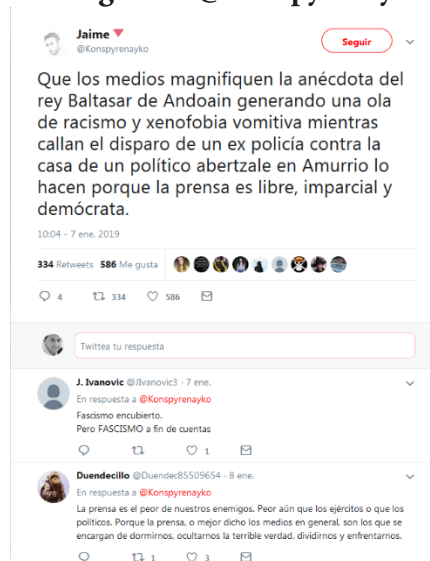 Jaime
@Konspyrenayko
Seguir
Que los medios magnifiquen la anécdota del
rey Baltasar de Andoain generando una ola
de racismo y xenofobia vomitiva mientras
callan el disparo de un ex policía contra la
casa de un político abertzale en Amurrio lo
hacen porque la prensa es libre, imparcial y
demócrata.
10:04 - 7 ene. 2019
334 Retweets 586 Me gusta
4 334 586
Twittea tu respuesta
J. Ivanovic @JIvanovic3 · 7 ene.
En respuesta a @Konspyrenayko
Fascismo encubierto.
Pero FASCISMO a fin de cuentas
1
Duendecillo @Duendec85509654 · 8 ene.
En respuesta a @Konspyrenayko
La prensa es el peor de nuestros enemigos. Peor aún que los ejércitos o que los
políticos. Porque la prensa, o mejor dicho los medios en general, son los que se
encargan de dormirnos, ocultarnos la terrible verdad, dividirnos y enfrentarnos.
1 3